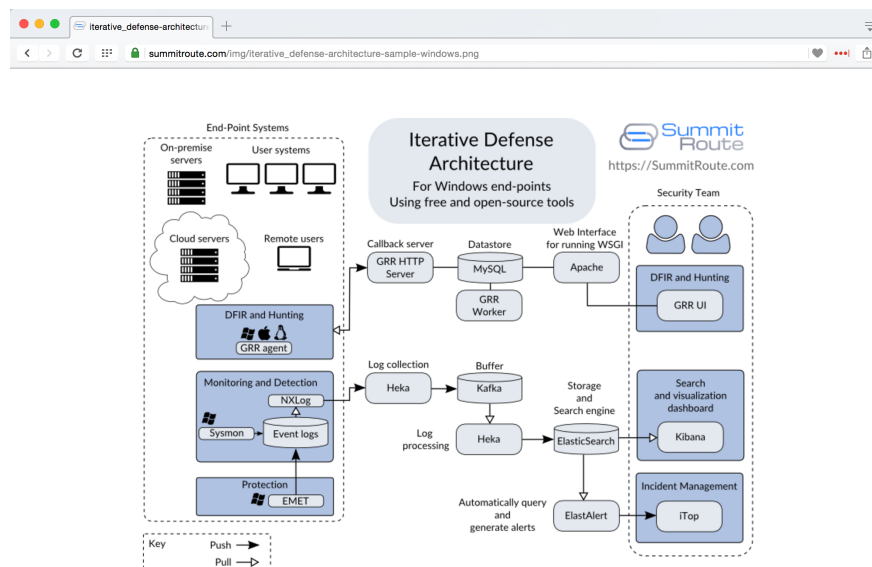 iterative_defense-architecture
summitroute.com/img/iterative_defense-architecture-sample-windows.png
End-Point Systems
On-premise
servers
User systems
Cloud servers
Remote users
DFIR and Hunting
GRR agent
Monitoring and Detection
NXLog
Sysmon
Event logs
Protection
EMET
Key
Push
Pull
Iterative Defense
Architecture
For Windows end-points
Using free and open-source tools
Summit
Route
https://SummitRoute.com
Callback server
GRR HTTP
Server
Datastore
MySQL
GRR
Worker
Web Interface
for running WSGI
Apache
Log collection
Heka
Buffer
Kafka
Log
processing
Heka
Storage
and
Search engine
ElasticSearch
Automatically query
and
generate alerts
ElastAlert
Security Team
DFIR and Hunting
GRR UI
Search
and visualization
dashboard
Kibana
Incident Management
iTop